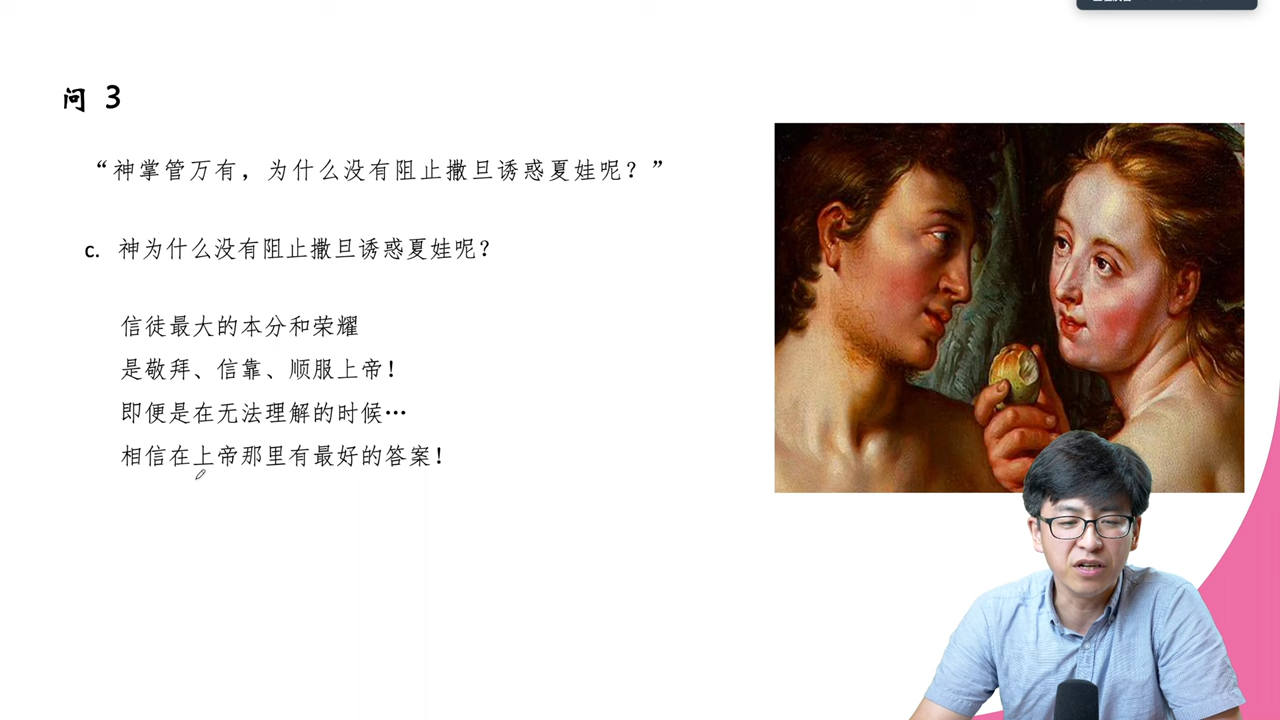 问 3
“神掌管万有，为什么没有阻止撒旦诱惑夏娃呢？”
c. 神为什么没有阻止撒旦诱惑夏娃呢？
信徒最大的本分和荣耀
是敬拜、信靠、顺服上帝！
即便是在无法理解的时候…
相信在上帝那里有最好的答案！